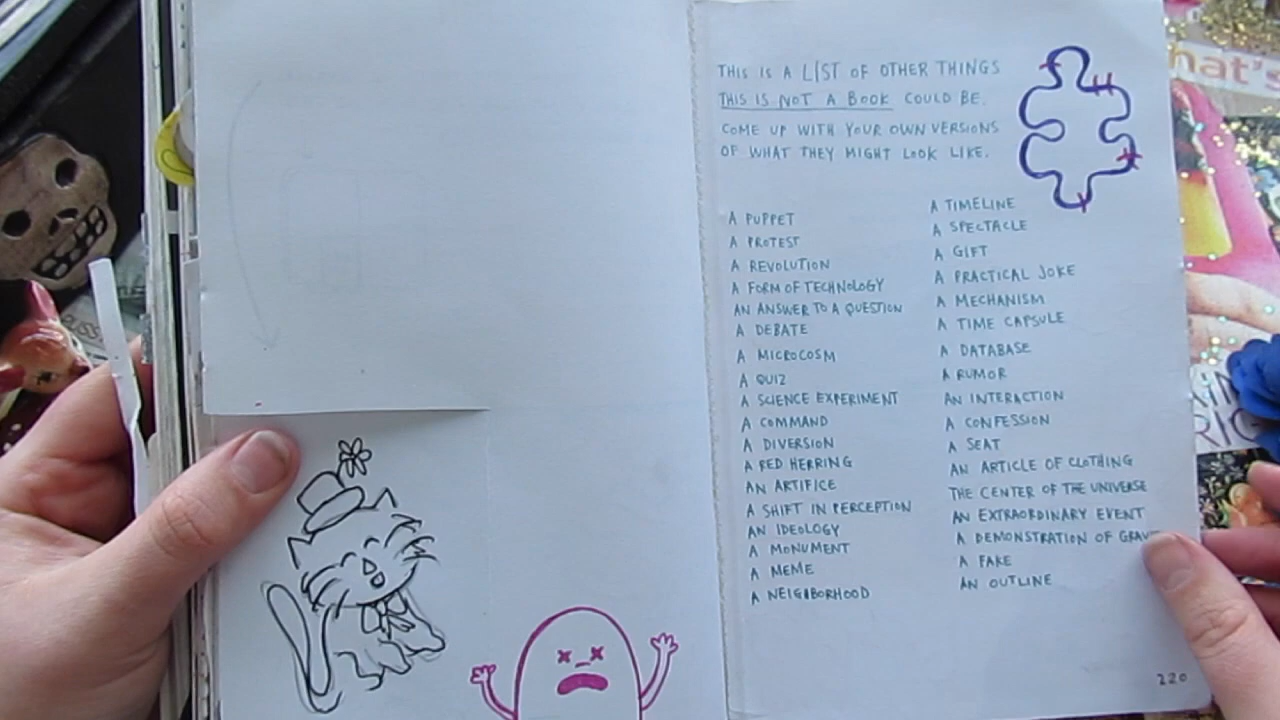 THIS IS A LIST OF OTHER THINGS
THIS IS NOT A BOOK COULD BE.
COME UP WITH YOUR OWN VERSIONS
OF WHAT THEY MIGHT LOOK LIKE.
A PUPPET
A PROTEST
A REVOLUTION
A FORM OF TECHNOLOGY
AN ANSWER TO A QUESTION
A DEBATE
A MICROCOSM
A QUIZ
A SCIENCE EXPERIMENT
A COMMAND
A DIVERSION
A RED HERRING
AN ARTIFICE
A SHIFT IN PERCEPTION
AN IDEOLOGY
A MONUMENT
A MEME
A NEIGHBORHOOD
A TIMELINE
A SPECTACLE
A GIFT
A PRACTICAL JOKE
A MECHANISM
A TIME CAPSULE
A DATABASE
A RUMOR
AN INTERACTION
A CONFESSION
A SEAT
AN ARTICLE OF CLOTHING
THE CENTER OF THE UNIVERSE
AN EXTRAORDINARY EVENT
A DEMONSTRATION OF
A FAKE
AN OUTLINE
220
hat's